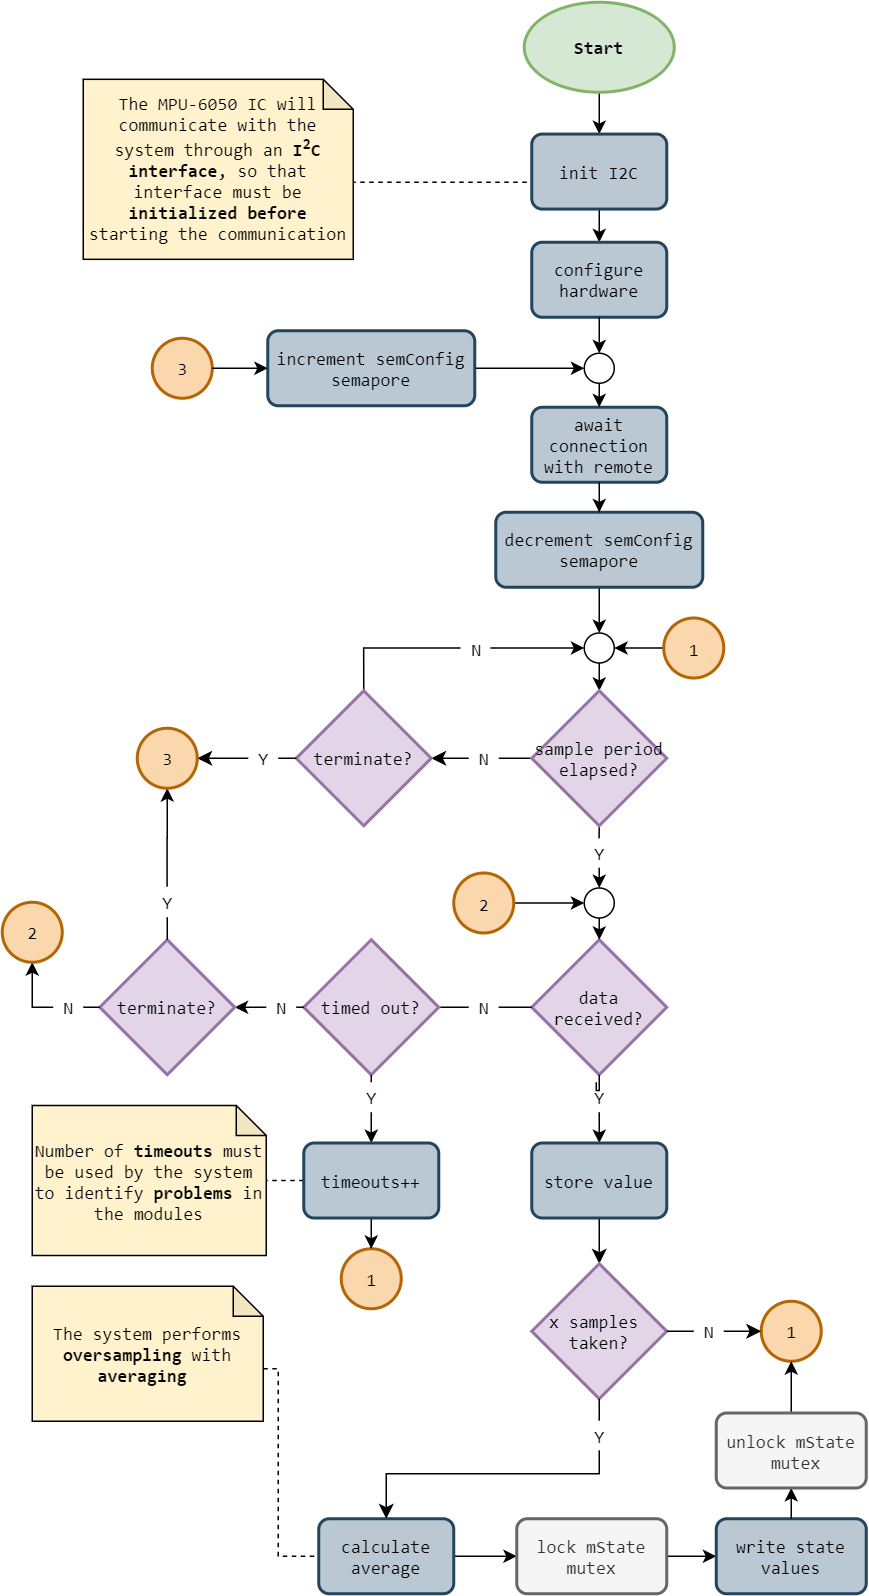 Start
The MPU-6050 IC will
communicate with the
system through an I²C
interface, so that
interface must be
initialized before
starting the communication
init I2C
configure
hardware
3
increment semConfig
semapore
await
connection
with remote
decrement semConfig
semapore
N
1
sample period
elapsed?
N
terminate?
Y
3
Y
2
Y
2
data
received?
N
timed out?
N
terminate?
N
Y
Y
Number of timeouts must
be used by the system
to identify problems in
the modules
timeouts++
store value
1
x samples
taken?
N
1
The system performs
oversampling with
averaging
Y
unlock mState
mutex
calculate
average
lock mState
mutex
write state
values